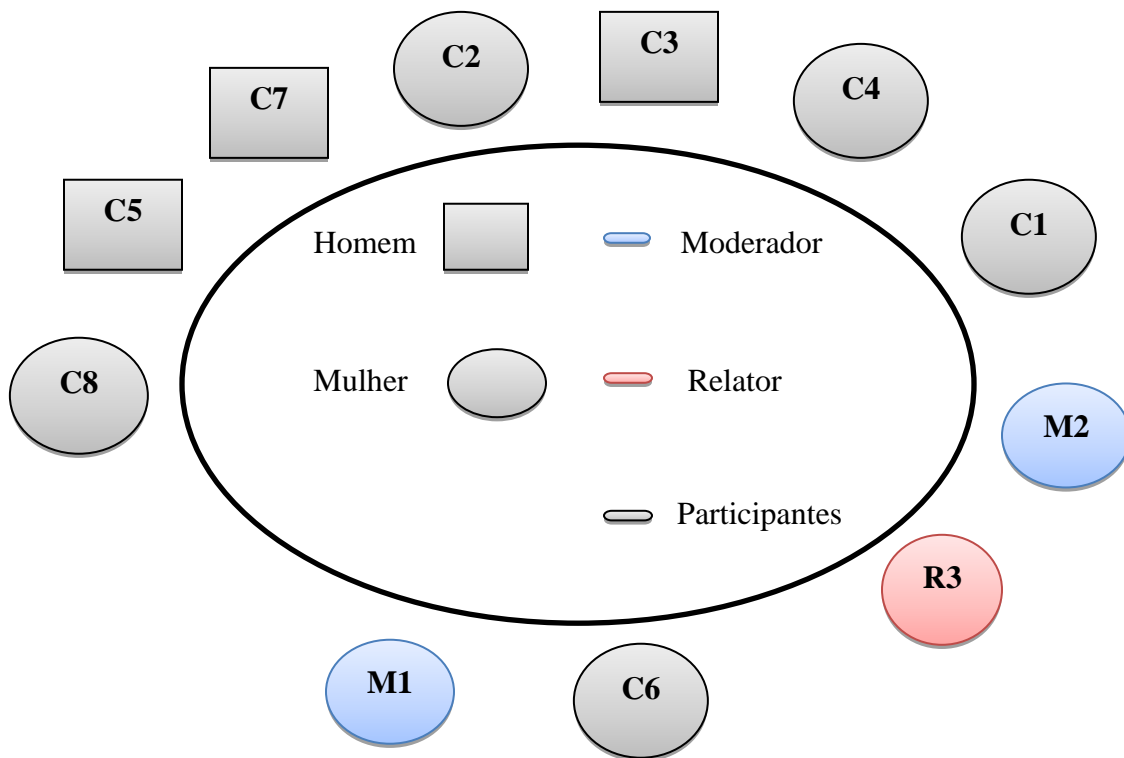 C3
C2
C4
C7
C5
C1
Homem
Moderador
C8
Mulher
Relator
M2
Participantes
R3
M1
C6